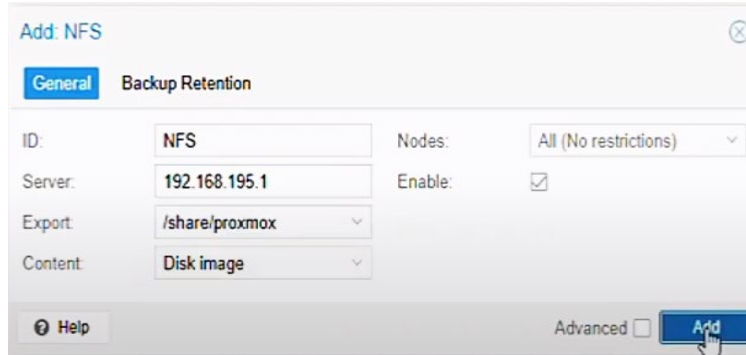 Add: NFS
General Backup Retention
ID: NFS Nodes: All (No restrictions)
Server: 192.168.195.1 Enable:
Export: /share/proxmox
Content: Disk image
Help Advanced Add